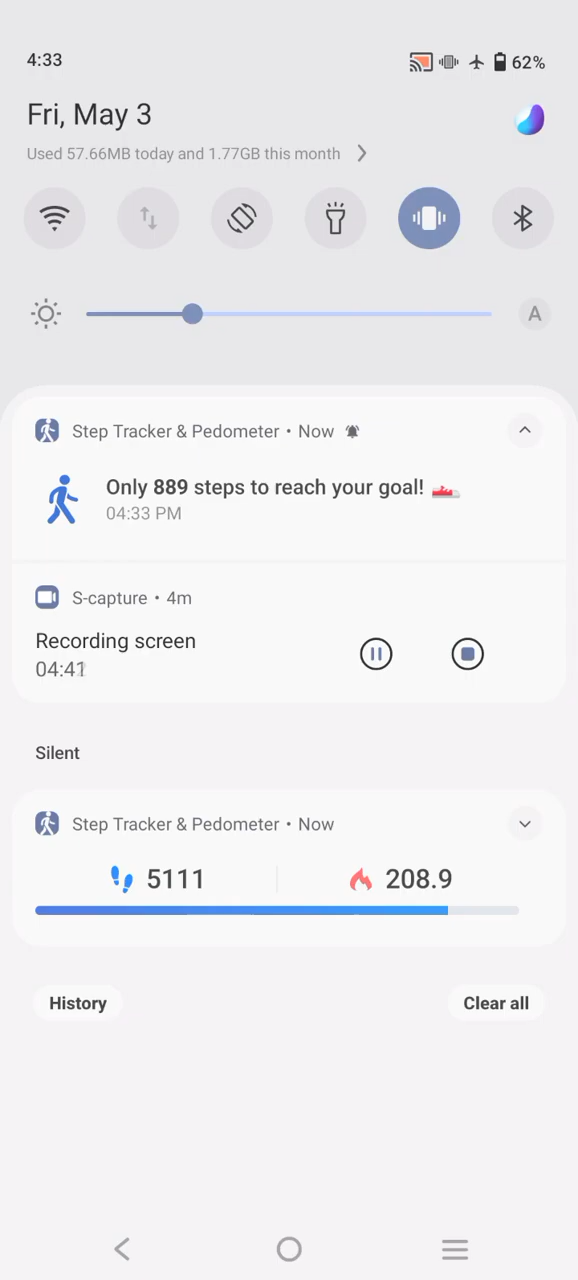 4:33
62%
Fri, May 3
Used 57.66MB today and 1.77GB this month
A
Step Tracker & Pedometer • Now
Only 889 steps to reach your goal! 👟
04:33 PM
S-capture • 4m
Recording screen
04:41
Silent
Step Tracker & Pedometer • Now
5111
208.9
History
Clear all